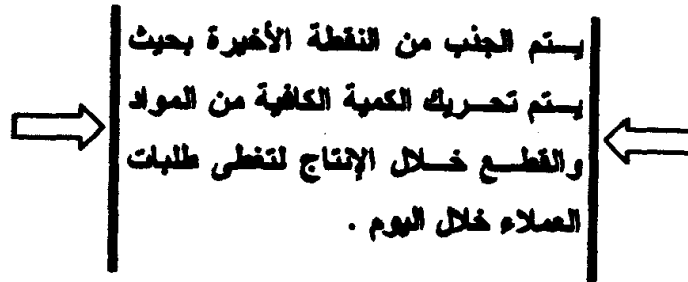 يتم الجذب من النقطة الأخيرة بحيث
يتم تحريك الكمية الكافية من المواد
والقطع خلال الإنتاج لتغطى طلبات
العملاء خلال اليوم .